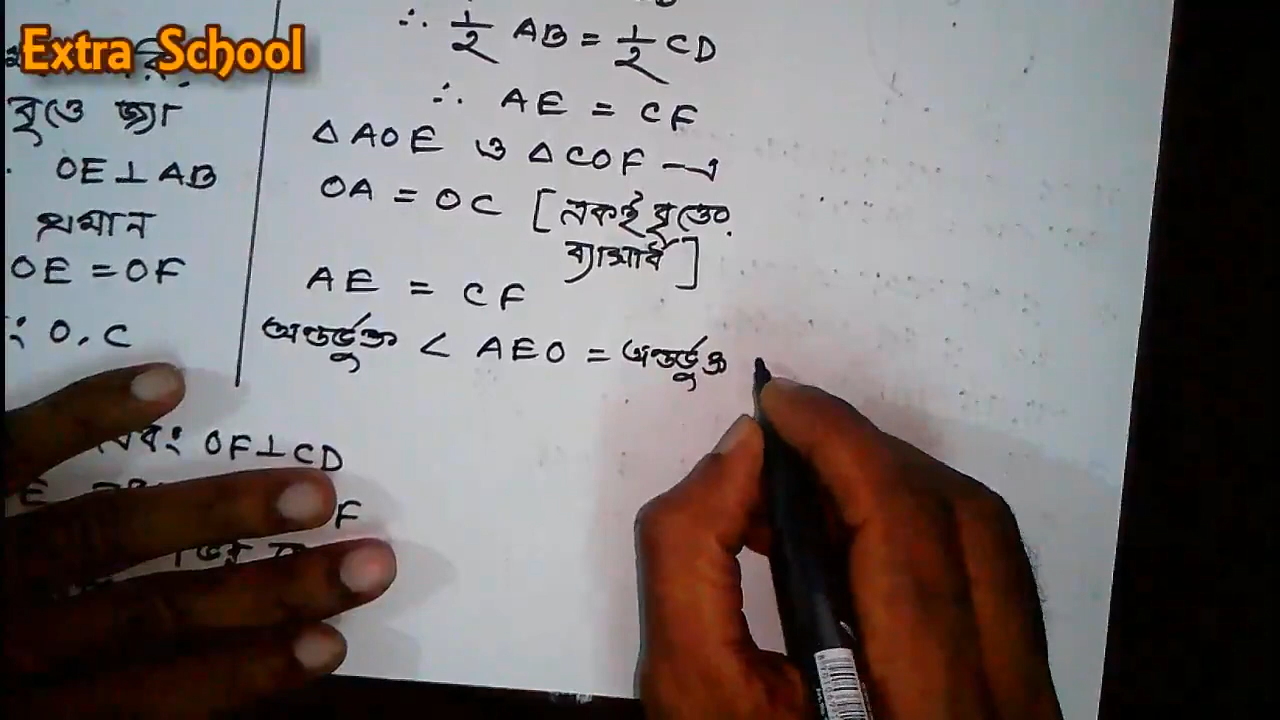 Extra School
বৃত্তে জ্যা
OE⊥AB
প্রমাণ
OE = OF
O, C
এবং OF⊥CD
E
F
∴ 1/2 AB = 1/2 CD
∴ AE = CF
Δ AOE ও Δ COF এ
OA = OC [একই বৃত্তের
ব্যাসার্ধ]
AE = CF
অন্তর্ভুক্ত < AEO = অন্তর্ভুক্ত